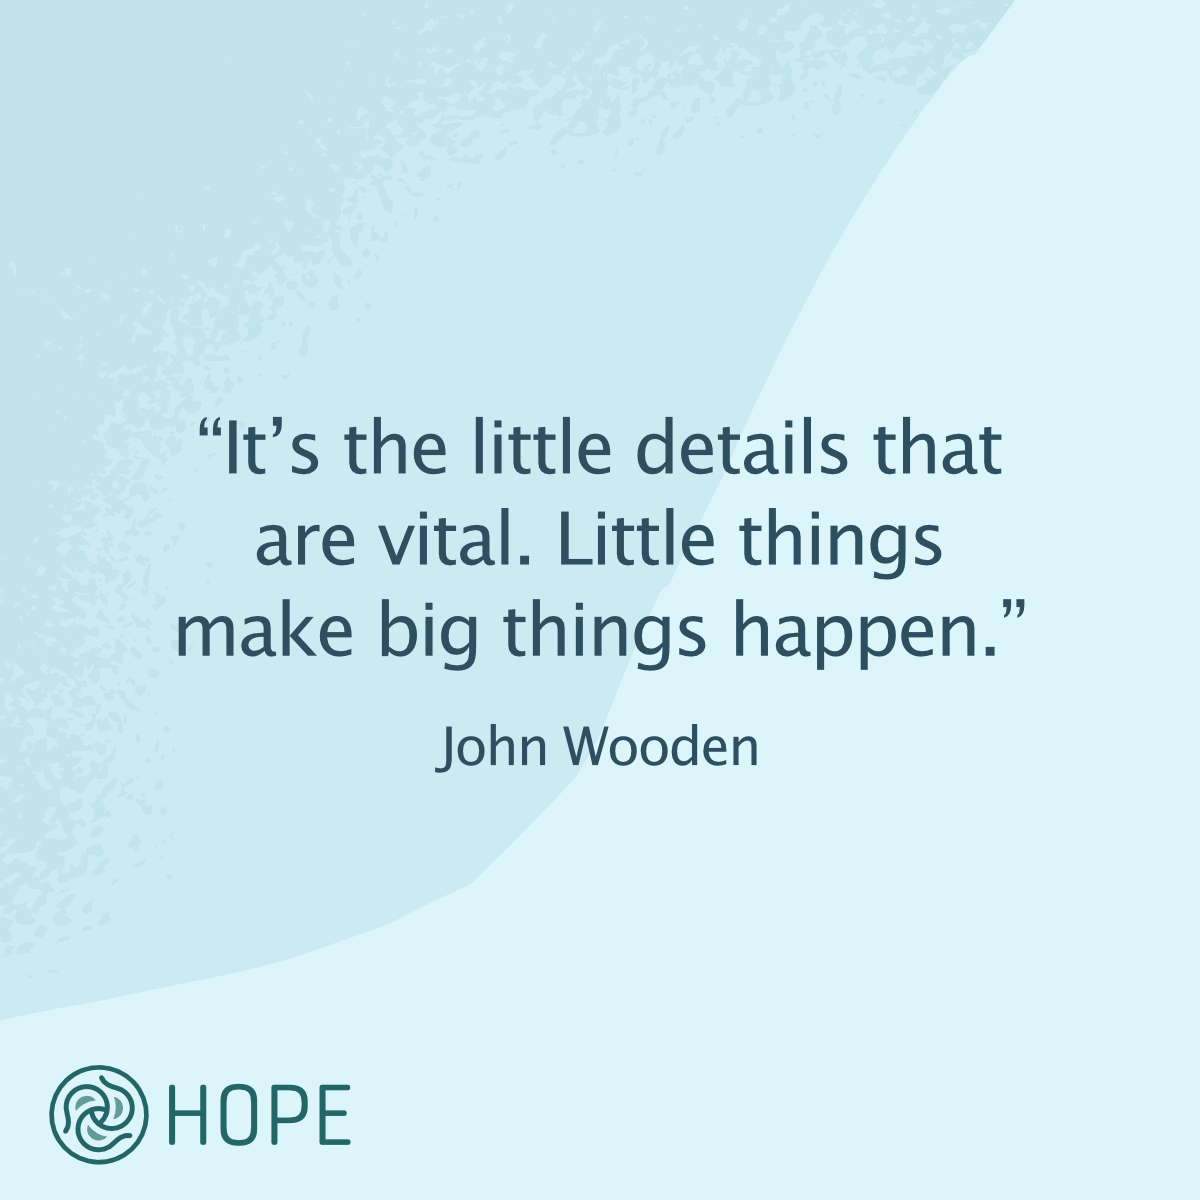 “It’s the little details that
are vital. Little things
make big things happen.”
John Wooden
HOPE